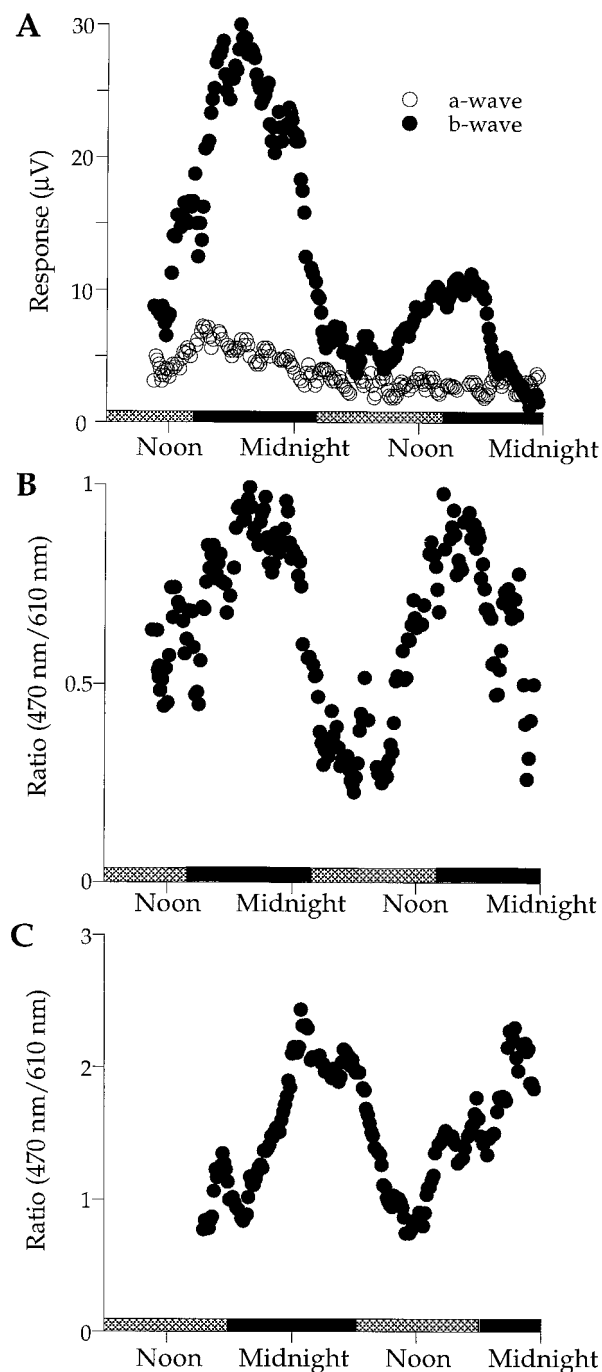 A
30
20
10
0
Response (µV)
a-wave
b-wave
Noon Midnight Noon Midnight
B
1
0.5
0
Ratio (470 nm/610 nm)
Noon Midnight Noon Midnight
C
3
2
1
0
Ratio (470 nm/610 nm)
Noon Midnight Noon Midnight